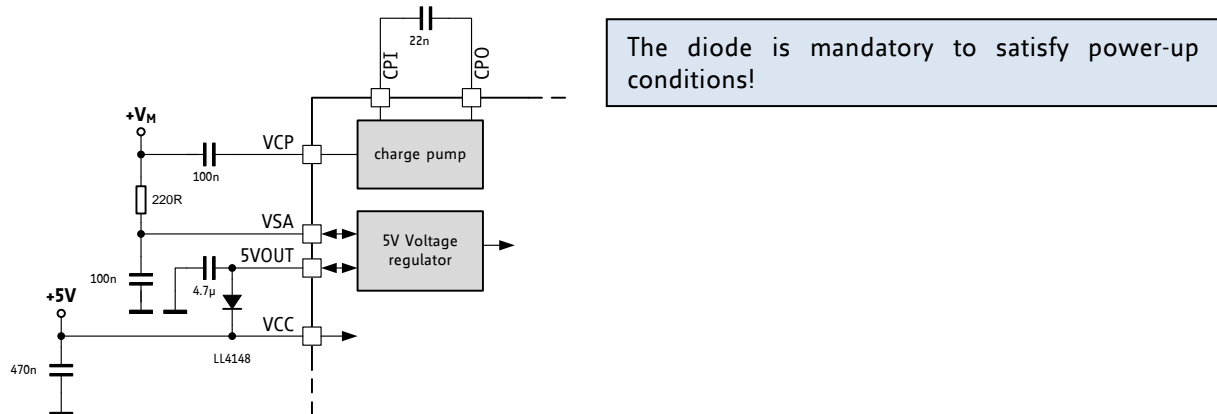 22n
CPI
CPO
The diode is mandatory to satisfy power-up
conditions!
+VM
VCP
charge pump
100n
220R
VSA
5V Voltage
regulator
5VOUT
100n
4.7µ
+5V
VCC
LL4148
470n